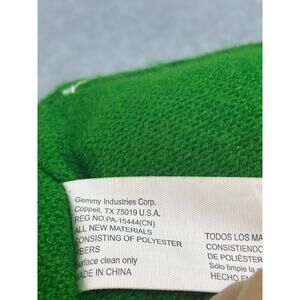 Gemmy Industries Corp.
Coppell, TX 75019 U.S.A.
REG NO.PA-15444(CN)
ALL NEW MATERIALS
CONSISTING OF POLYESTER
FIBERS
Surface clean only
MADE IN CHINA
TODOS LOS MA
CONSISTIENDO
DE POLIÉSTER
Sólo limpie la
HECHO EN